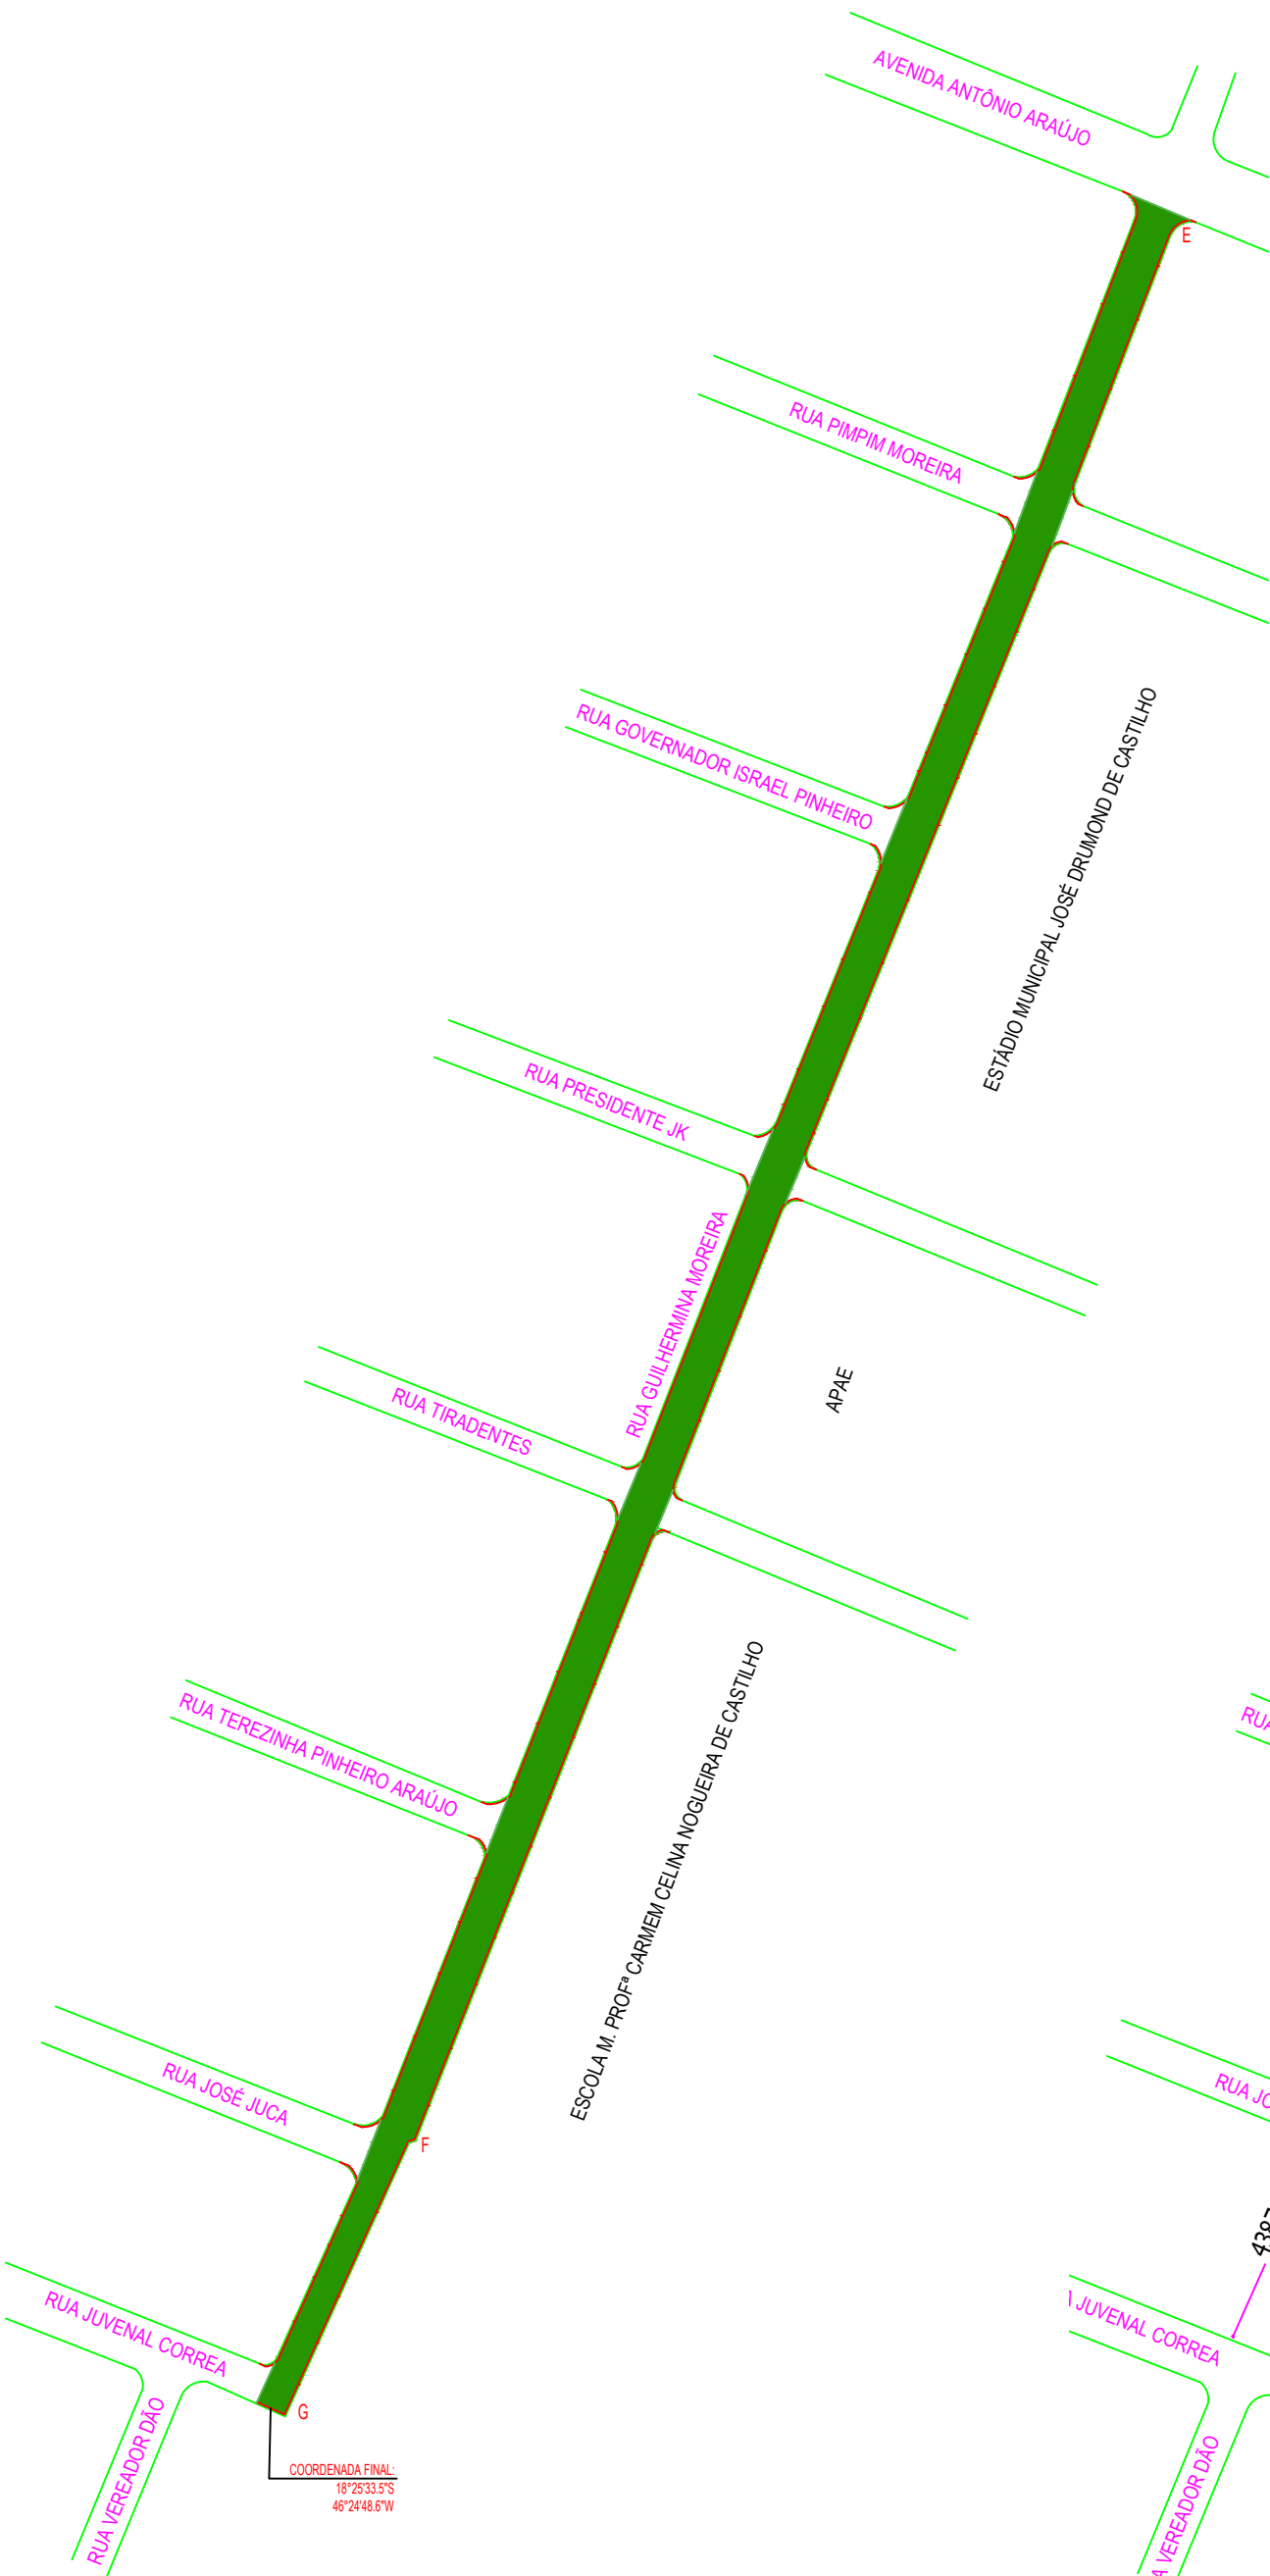 AVENIDA ANTÔNIO ARAÚJO
E
RUA PIMPIM MOREIRA
RUA GOVERNADOR ISRAEL PINHEIRO
ESTÁDIO MUNICIPAL JOSÉ DRUMOND DE CASTILHO
RUA PRESIDENTE JK
RUA GUILHERMINA MOREIRA
APAE
RUA TIRADENTES
ESCOLA M. PROFª CARMEM CELINA NOGUEIRA DE CASTILHO
RUA TEREZINHA PINHEIRO ARAÚJO
RUA
RUA JOSÉ JUCA
RUA JO
F
RUA JUVENAL CORREA
JUVENAL CORREA
G
RUA VEREADOR DÃO
A VEREADOR DÃO
COORDENADA FINAL:
18°25'33.5"S
46°24'48.6"W